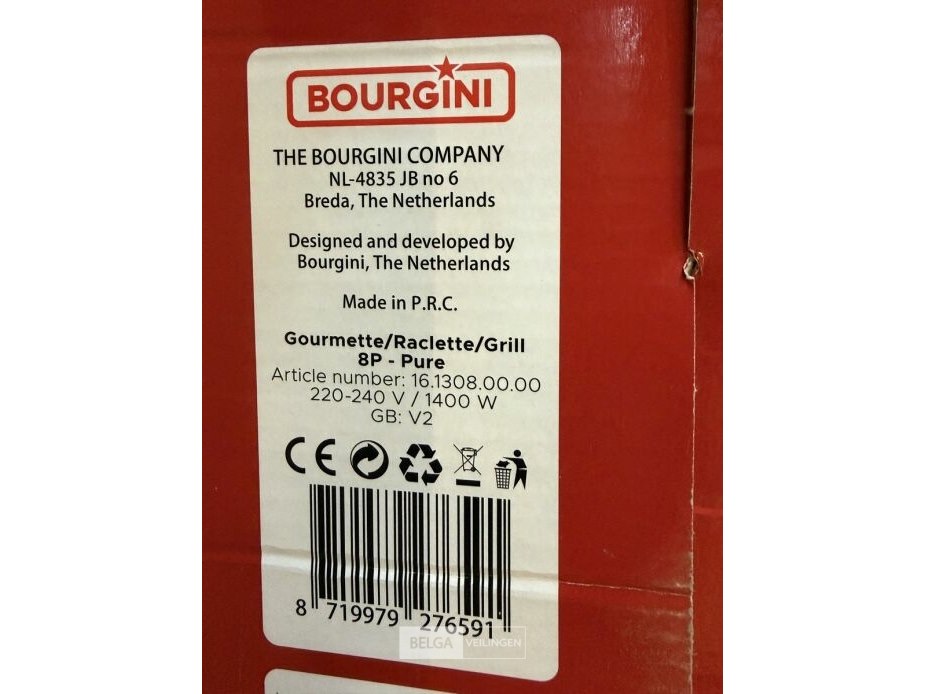 BOURGINI
THE BOURGINI COMPANY
NL-4835 JB no 6
Breda, The Netherlands
Designed and developed by
Bourgini, The Netherlands
Made in P.R.C.
Gourmette/Raclette/Grill
8P - Pure
Article number: 16.1308.00.00
220-240 V / 1400 W
GB: V2
CE
8 719979 276591
BELGA VEILINGEN